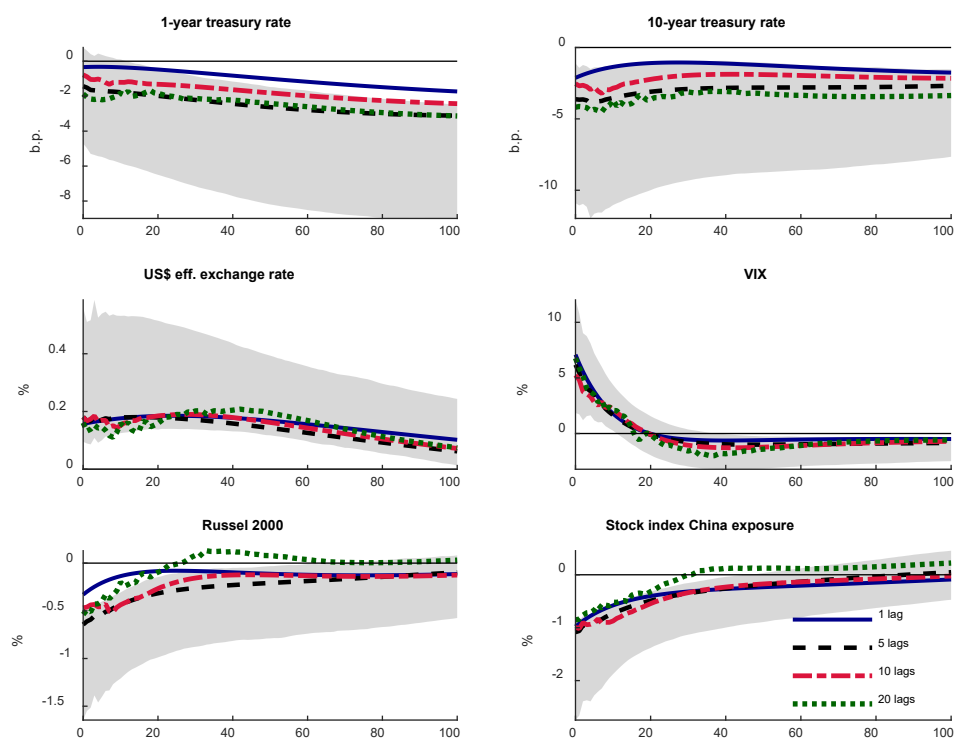 1-year treasury rate
10-year treasury rate
0
-2
-4
-6
-8
b.p.
0 20 40 60 80 100
0
-5
-10
b.p.
0 20 40 60 80 100
US$ eff. exchange rate
VIX
0.4
0.2
0
%
0 20 40 60 80 100
10
5
0
%
0 20 40 60 80 100
Russel 2000
Stock index China exposure
0
-0.5
-1
-1.5
%
0 20 40 60 80 100
0
-1
-2
%
0 20 40 60 80 100
1 lag
5 lags
10 lags
20 lags